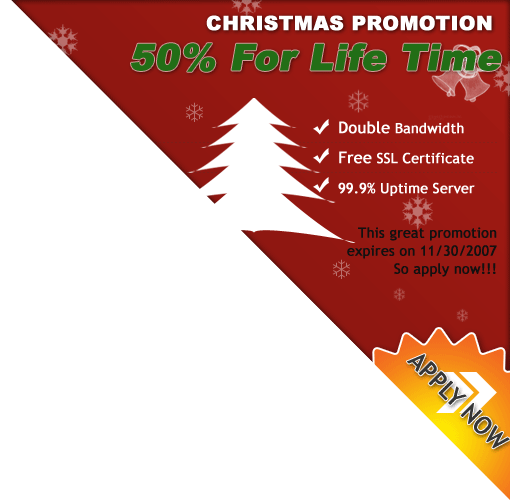 CHRISTMAS PROMOTION
50% For Life Time
Double Bandwidth
Free SSL Certificate
99.9% Uptime Server
This great promotion
expires on 11/30/2007
So apply now!!!
APPLY NOW